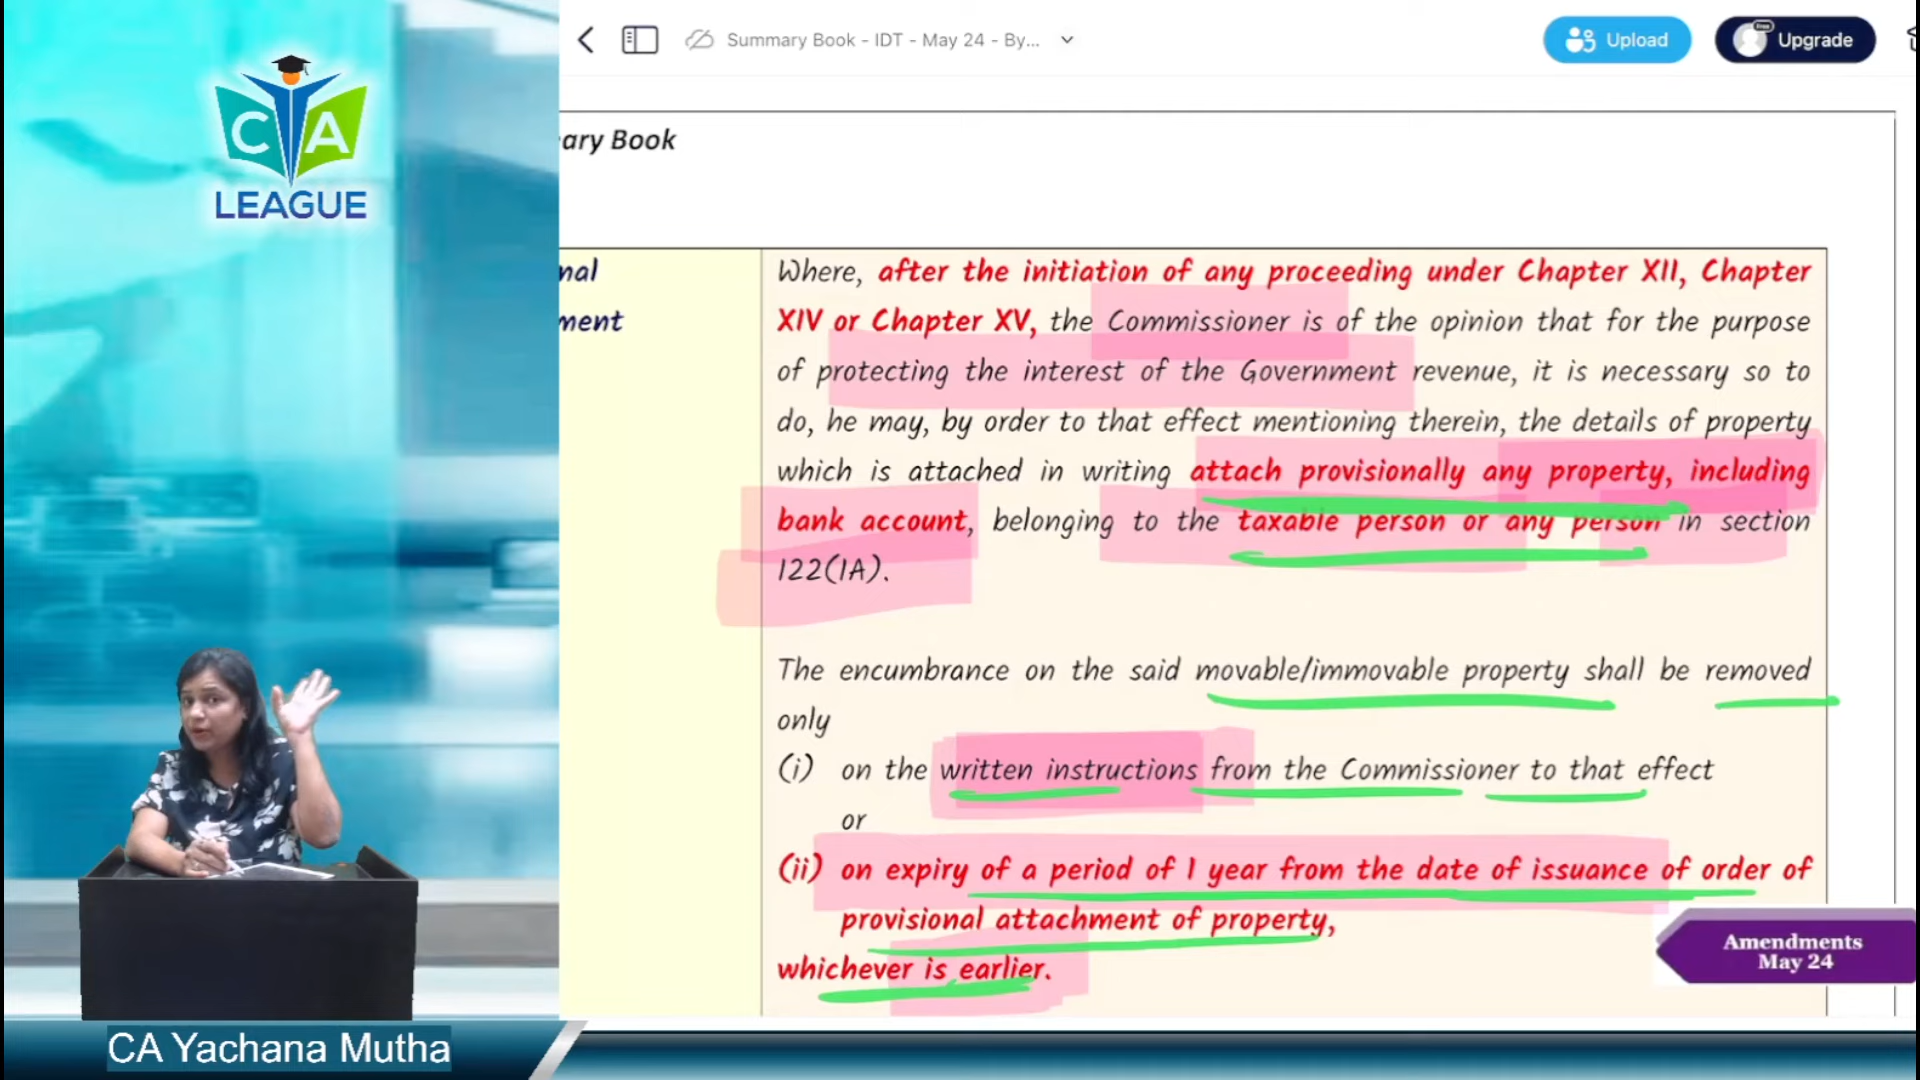 CA
LEAGUE
Summary Book - IDT - May 24 - By...
Upload
Upgrade
ary Book
nal
ment
Where, after the initiation of any proceeding under Chapter XII, Chapter
XIV or Chapter XV, the Commissioner is of the opinion that for the purpose
of protecting the interest of the Government revenue, it is necessary so to
do, he may, by order to that effect mentioning therein, the details of property
which is attached in writing attach provisionally any property, including
bank account, belonging to the taxable person or any person in section
122(1A).
The encumbrance on the said movable/immovable property shall be removed
only
(i) on the written instructions from the Commissioner to that effect
or
(ii) on expiry of a period of 1 year from the date of issuance of order of
provisional attachment of property,
whichever is earlier.
Amendments
May 24
CA Yachana Mutha